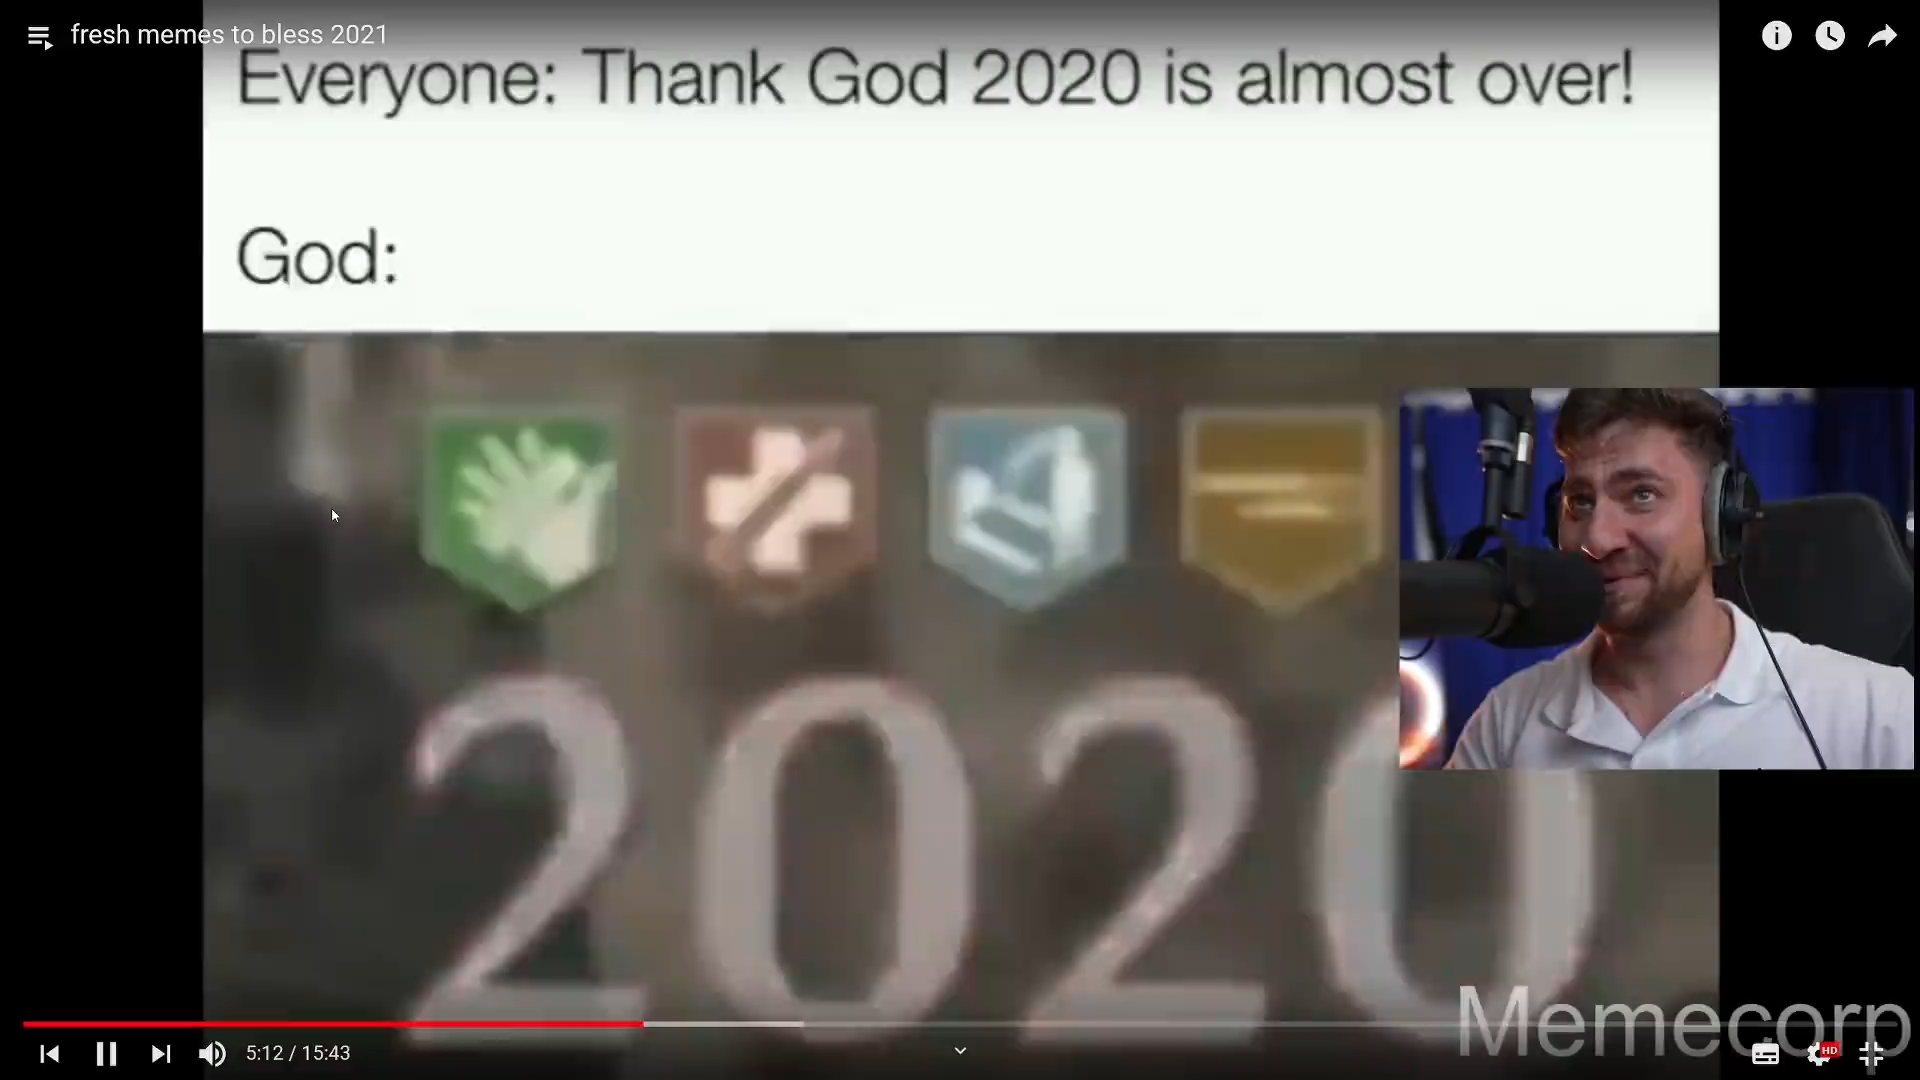 fresh memes to bless 2021
Everyone: Thank God 2020 is almost over!
God:
2020
Memecorp
5:12 / 15:43
HD